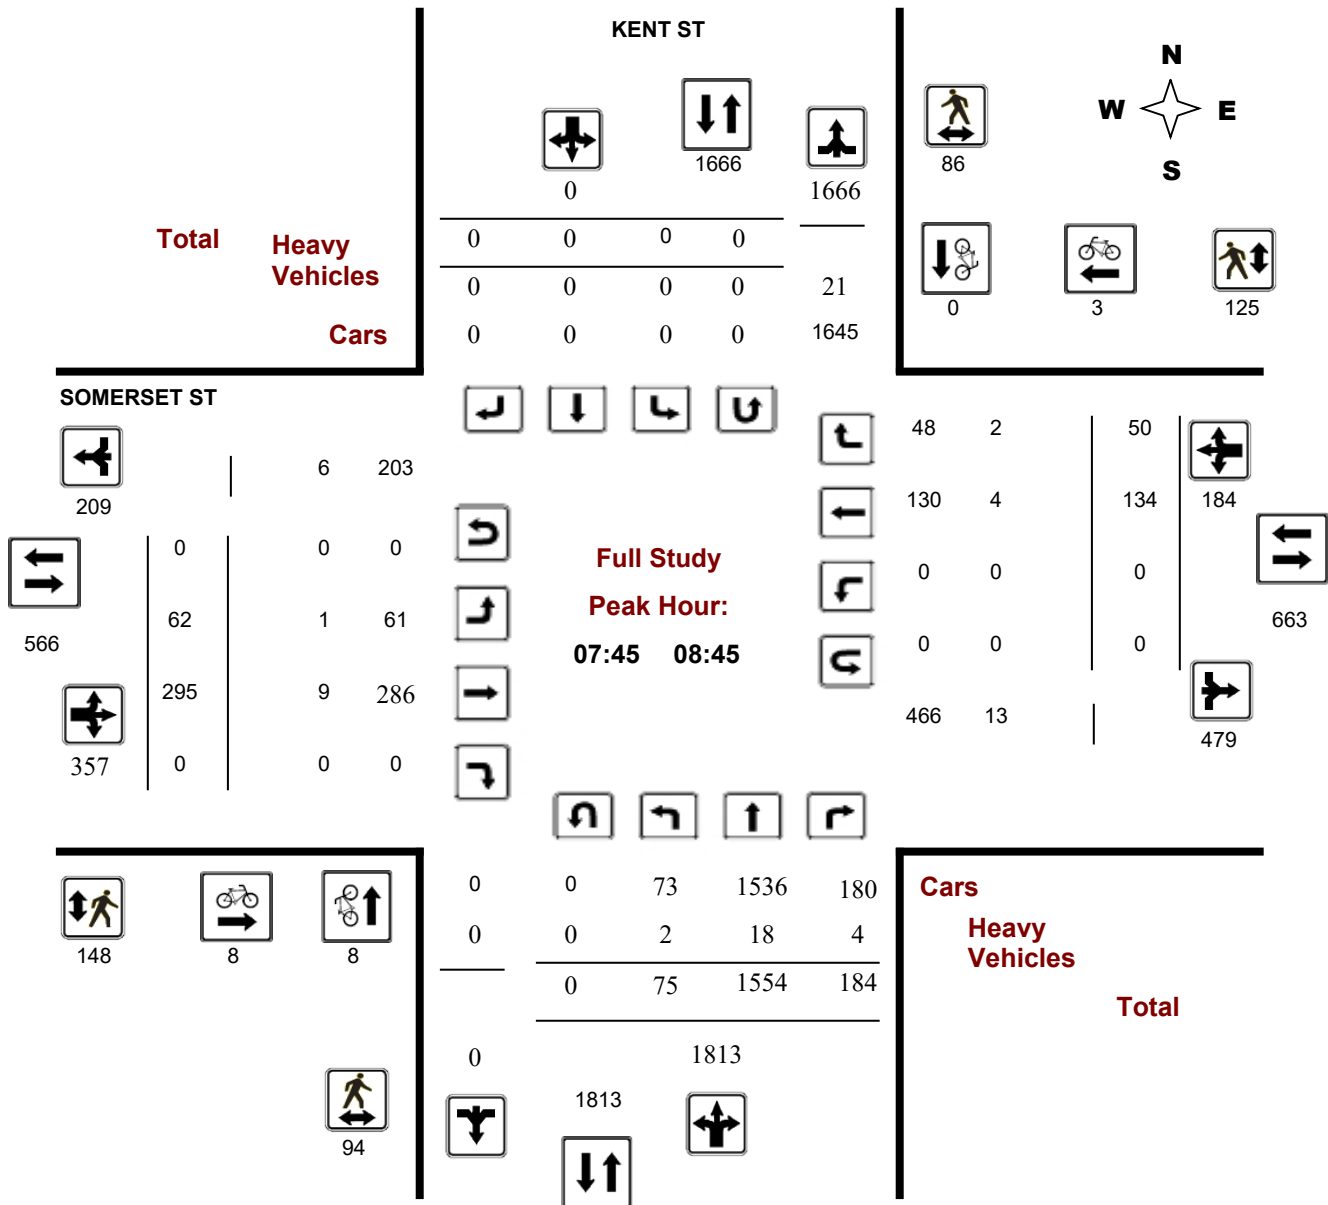 KENT ST
N
W E
S
86
1666
0 1666
Total Heavy
Vehicles
Cars
0 0 0 0
0 0 0 0 21
0 0 0 0 1645
0 3 125
SOMERSET ST
209
6 203
0 0 0
566
62 1 61
295 9 286
357
0 0 0
Full Study
Peak Hour:
07:45 08:45
48 2 50
130 4 134 184
0 0 0
663
0 0 0
466 13
479
148 8 8
94
0 0 73 1536 180
0 0 2 18 4
0 75 1554 184
0 1813
1813
Cars
Heavy
Vehicles
Total